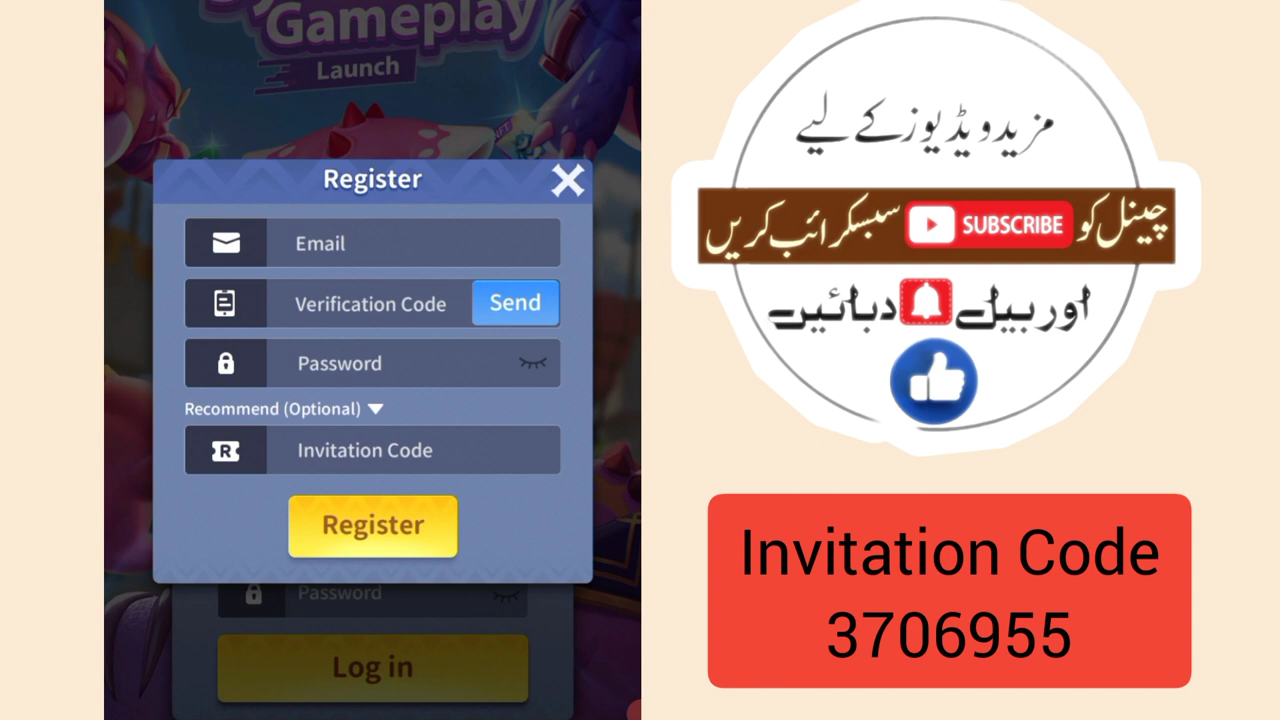 Gameplay
Launch
Register
Email
Verification Code
Send
Password
Recommend (Optional)
R
Invitation Code
Register
Password
Log in
مزید ویڈیوز کے لیے
چینل کو SUBSCRIBE سبسکرائب کریں
اور بیل دبائیں
Invitation Code
3706955